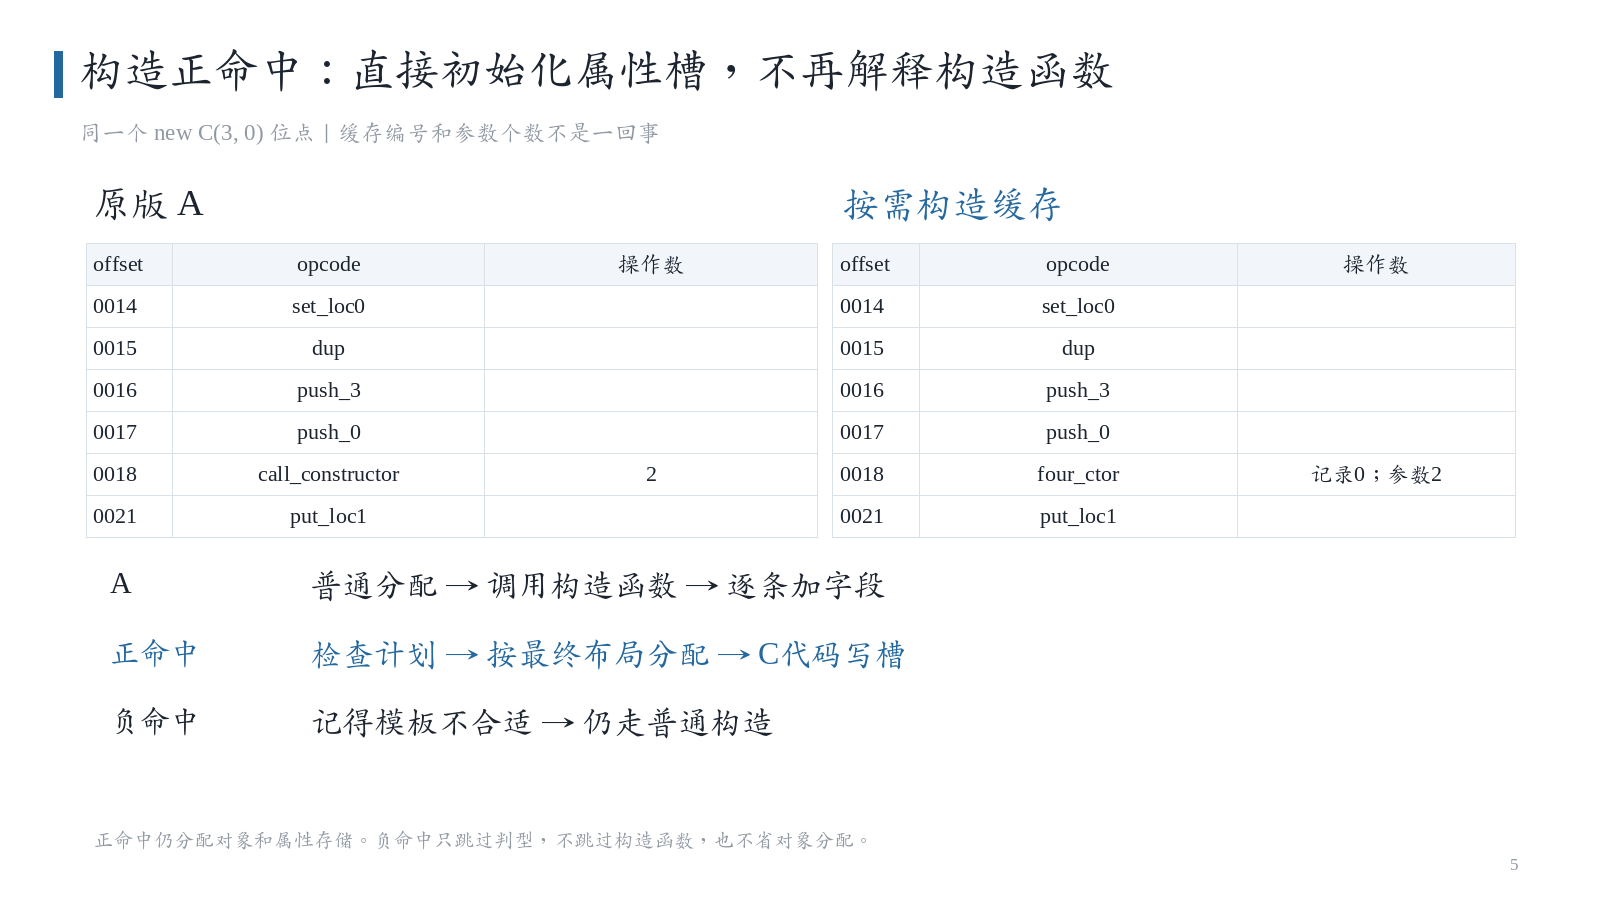 构造正命中：直接初始化属性槽，不再解释构造函数
同一个 new C(3, 0) 位点 | 缓存编号和参数个数不是一回事
原版 A
offset opcode 操作数
0014 set_loc0
0015 dup
0016 push_3
0017 push_0
0018 call_constructor 2
0021 put_loc1
按需构造缓存
offset opcode 操作数
0014 set_loc0
0015 dup
0016 push_3
0017 push_0
0018 four_ctor 记录0；参数2
0021 put_loc1
A 普通分配 → 调用构造函数 → 逐条加字段
正命中 检查计划 → 按最终布局分配 → C代码写槽
负命中 记得模板不合适 → 仍走普通构造
正命中仍分配对象和属性存储。负命中只跳过判型，不跳过构造函数，也不省对象分配。
5